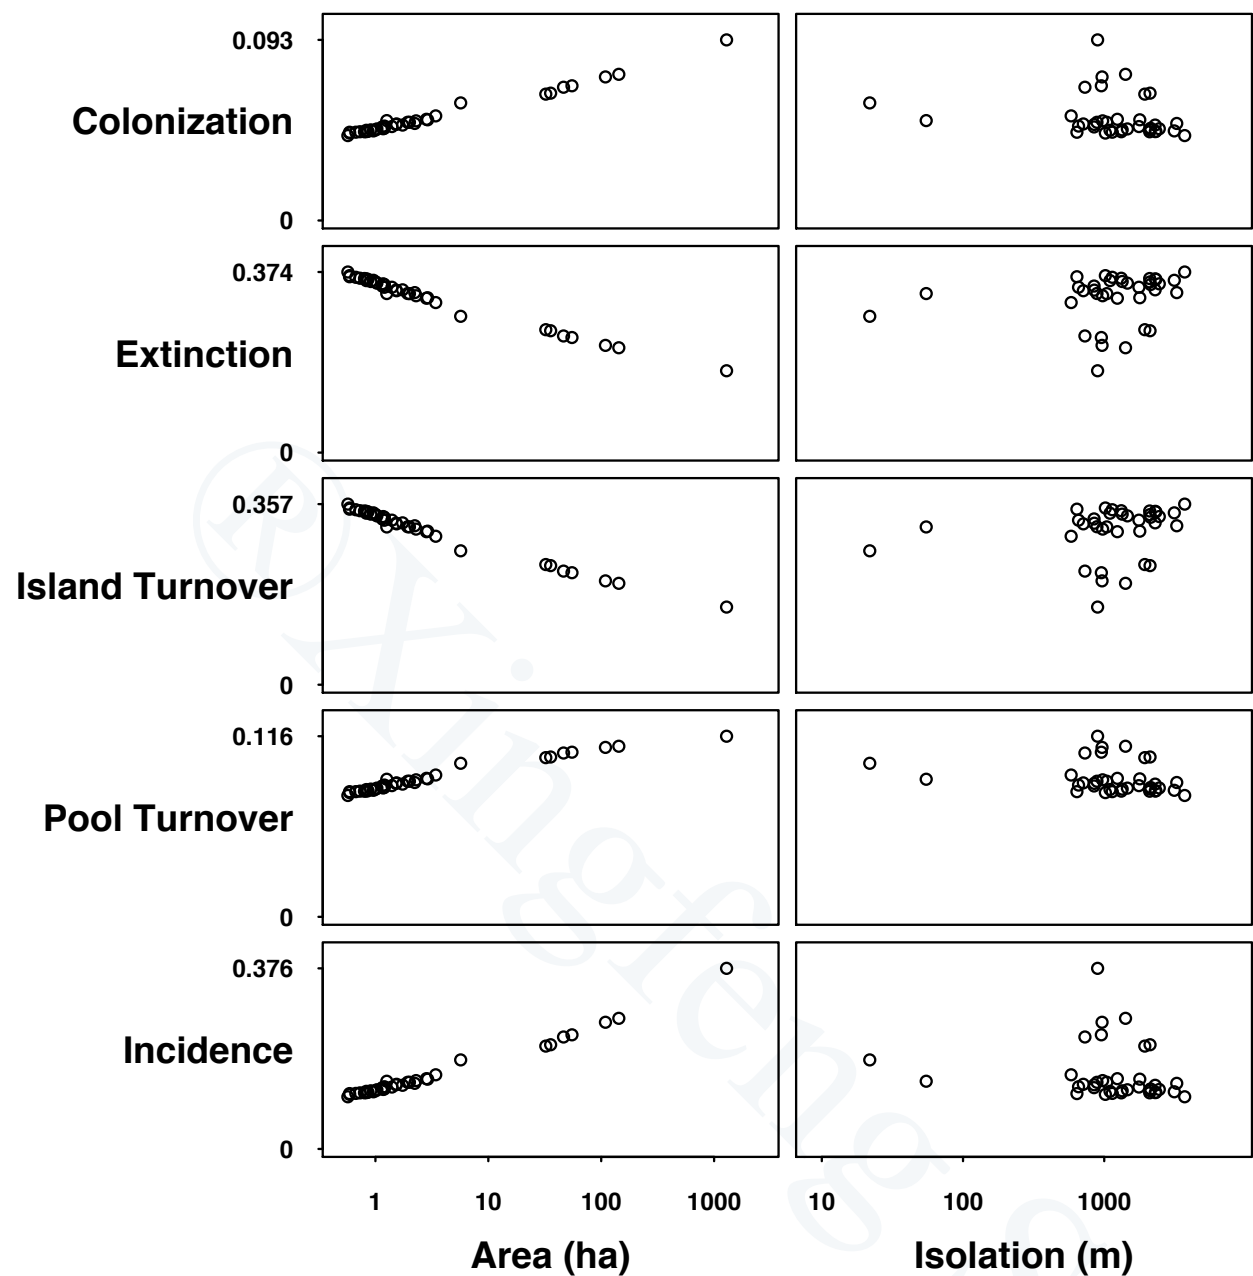 0.093
Colonization
0
0.374
Extinction
0
0.357
Island Turnover
0
0.116
Pool Turnover
0
0.376
Incidence
0
1 10 100 1000 10 100 1000
Area (ha) Isolation (m)
®Xingfeng S